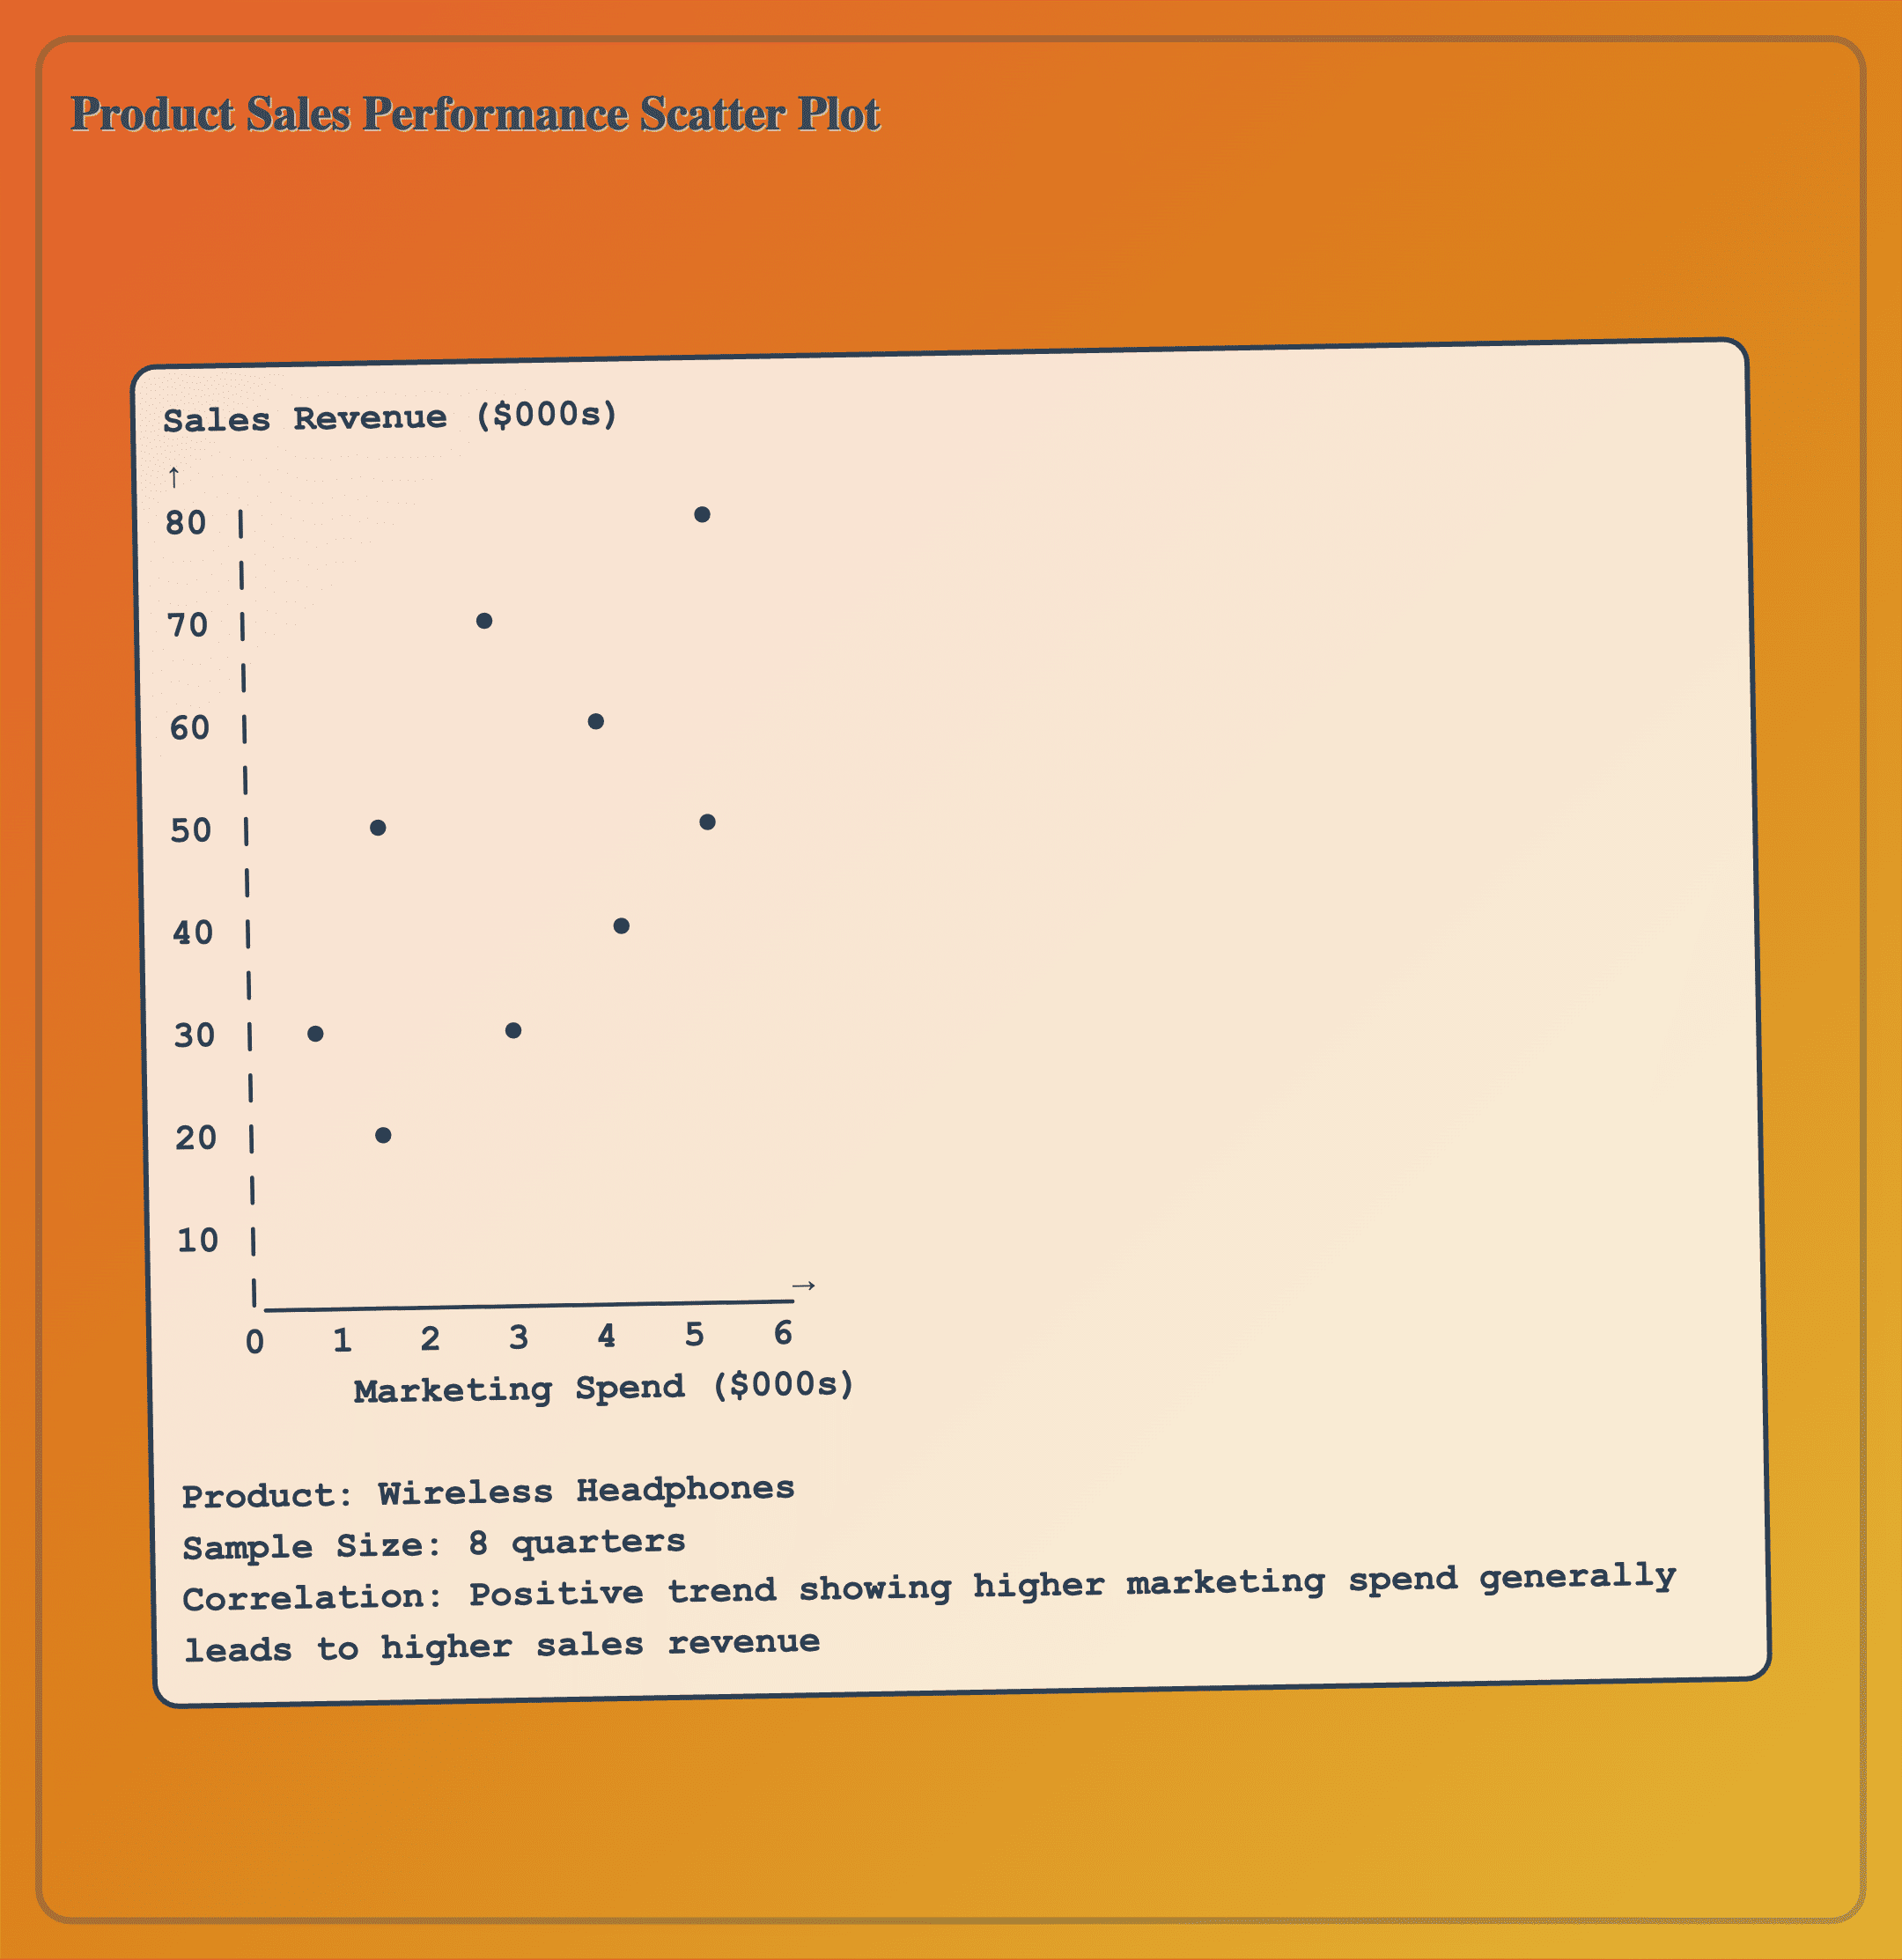 Product Sales Performance Scatter Plot
Sales Revenue ($000s)
↑
80
70
60
50
40
30
20
10
→
0 1 2 3 4 5 6
Marketing Spend ($000s)
Product: Wireless Headphones
Sample Size: 8 quarters
Correlation: Positive trend showing higher marketing spend generally
leads to higher sales revenue